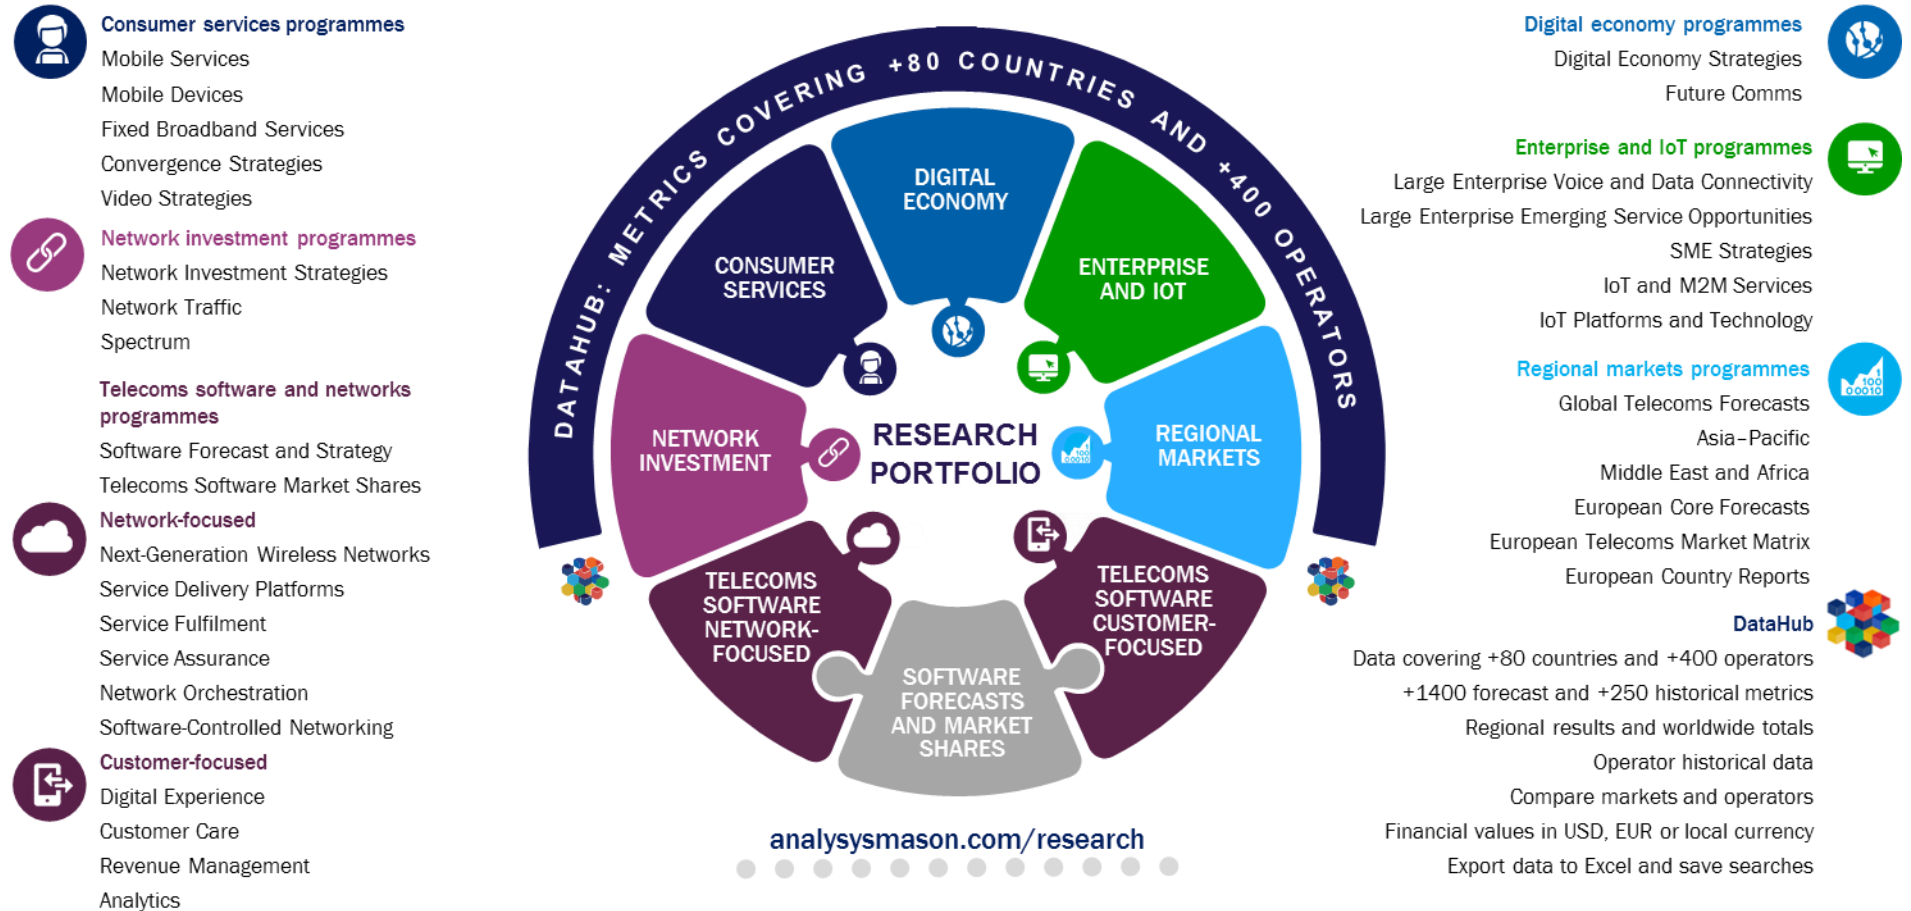 Consumer services programmes
Mobile Services
Mobile Devices
Fixed Broadband Services
Convergence Strategies
Video Strategies
Network investment programmes
Network Investment Strategies
Network Traffic
Spectrum
Telecoms software and networks
programmes
Software Forecast and Strategy
Telecoms Software Market Shares
Network-focused
Next-Generation Wireless Networks
Service Delivery Platforms
Service Fulfilment
Service Assurance
Network Orchestration
Software-Controlled Networking
Customer-focused
Digital Experience
Customer Care
Revenue Management
Analytics
DATAHUB: METRICS COVERING +80 COUNTRIES AND +400 OPERATORS
DIGITAL
ECONOMY
CONSUMER
SERVICES
ENTERPRISE
AND IOT
NETWORK
INVESTMENT
RESEARCH
PORTFOLIO
1
100
00010
REGIONAL
MARKETS
TELECOMS
SOFTWARE
NETWORK-
FOCUSED
TELECOMS
SOFTWARE
CUSTOMER-
FOCUSED
SOFTWARE
FORECASTS
AND MARKET
SHARES
analysysmason.com/research
Digital economy programmes
Digital Economy Strategies
Future Comms
Enterprise and IoT programmes
Large Enterprise Voice and Data Connectivity
Large Enterprise Emerging Service Opportunities
SME Strategies
IoT and M2M Services
IoT Platforms and Technology
Regional markets programmes
1
100
00010
Global Telecoms Forecasts
Asia–Pacific
Middle East and Africa
European Core Forecasts
European Telecoms Market Matrix
European Country Reports
DataHub
Data covering +80 countries and +400 operators
+1400 forecast and +250 historical metrics
Regional results and worldwide totals
Operator historical data
Compare markets and operators
Financial values in USD, EUR or local currency
Export data to Excel and save searches